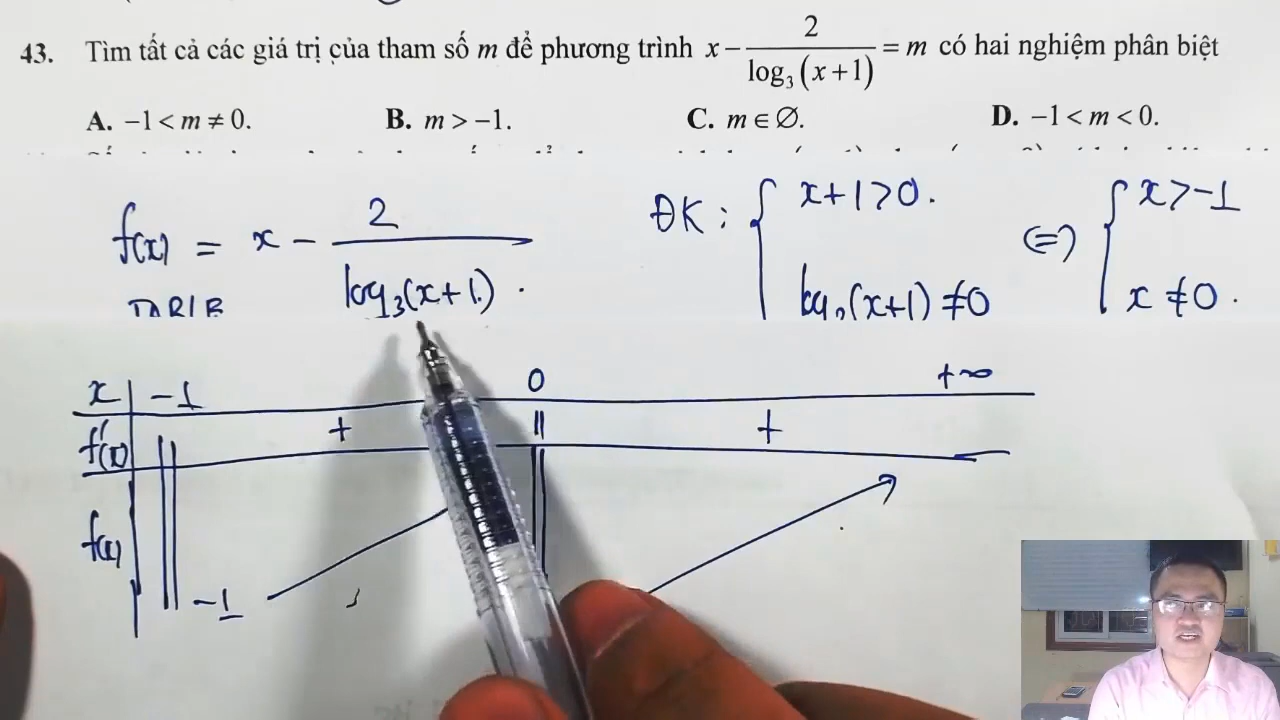 43. Tìm tất cả các giá trị của tham số m để phương trình x − 2/log₃(x+1) = m có hai nghiệm phân biệt
A. −1 < m ≠ 0. B. m > −1. C. m ∈ ∅. D. −1 < m < 0.
f(x) = x − 2/log₃(x+1) . ĐK : { x+1>0. log₃(x+1) ≠ 0 (=) { x>-1 x ≠ 0 .
x -1 0 +∞
f'(x) + || +
f(x)
-1